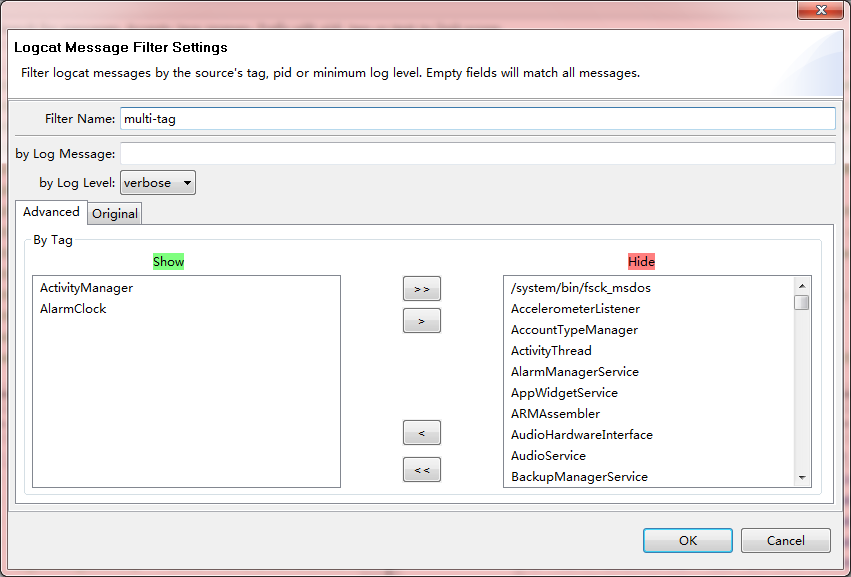 Logcat Message Filter Settings
Filter logcat messages by the source's tag, pid or minimum log level. Empty fields will match all messages.
Filter Name: multi-tag
by Log Message:
by Log Level: verbose
Advanced Original
By Tag
Show Hide
ActivityManager
AlarmClock
>>
>
<
<<
/system/bin/fsck_msdos
AccelerometerListener
AccountTypeManager
ActivityThread
AlarmManagerService
AppWidgetService
ARMAssembler
AudioHardwareInterface
AudioService
BackupManagerService
OK Cancel